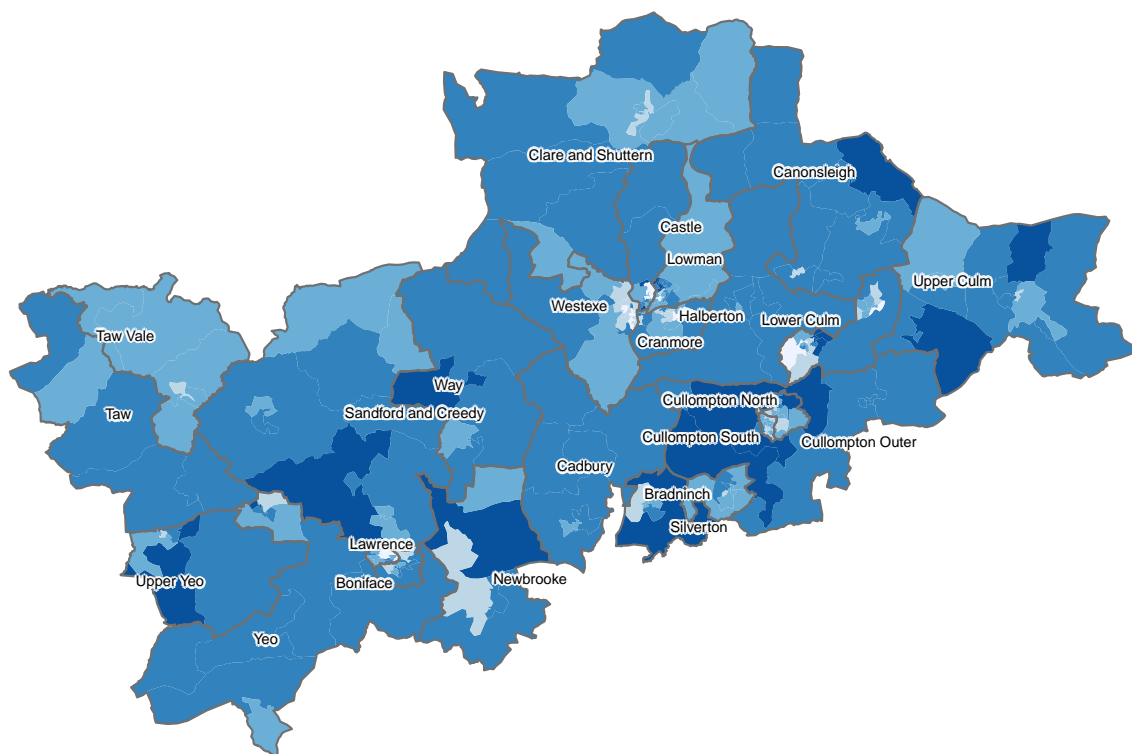 Clare and Shuttern
Canonsleigh
Castle
Lowman
Upper Culm
Westexe
Halberton
Lower Culm
Taw Vale
Cranmore
Way
Cullompton North
Taw
Sandford and Creedy
Cullompton South
Cullompton Outer
Cadbury
Bradninch
Silverton
Lawrence
Upper Yeo
Boniface
Newbrooke
Yeo